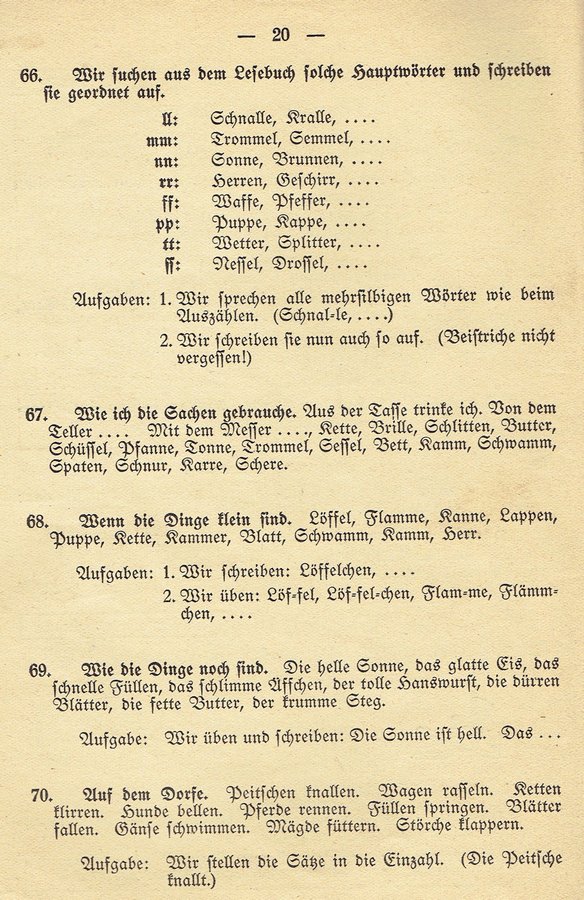 — 20 —
66. Wir suchen aus dem Lesebuch solche Hauptwörter und schreiben
sie geordnet auf.
ll: Schnalle, Kralle, ....
mm: Trommel, Semmel, ....
nn: Sonne, Brunnen, ....
rr: Herren, Geschirr, ....
ff: Waffe, Pfeffer, ....
pp: Puppe, Kappe, ....
tt: Wetter, Splitter, ....
ss: Nessel, Drossel, ....
Aufgaben: 1. Wir sprechen alle mehrsilbigen Wörter wie beim
Auszählen. (Schnal-le, ....)
2. Wir schreiben sie nun auch so auf. (Beistriche nicht
vergessen!)
67. Wie ich die Sachen gebrauche. Aus der Tasse trinke ich. Von dem
Teller .... Mit dem Messer ...., Kette, Brille, Schlitten, Butter,
Schüssel, Pfanne, Tonne, Trommel, Sessel, Bett, Kamm, Schwamm,
Spaten, Schnur, Karre, Schere.
68. Wenn die Dinge klein sind. Löffel, Flamme, Kanne, Lappen,
Puppe, Kette, Kammer, Blatt, Schwamm, Kamm, Herr.
Aufgaben: 1. Wir schreiben: Löffelchen, ....
2. Wir üben: Löf-fel, Löf-fel-chen, Flam-me, Flämm-
chen, ....
69. Wie die Dinge noch sind. Die helle Sonne, das glatte Eis, das
schnelle Füllen, das schlimme Äffchen, der tolle Hanswurst, die dürren
Blätter, die fette Butter, der krumme Steg.
Aufgabe: Wir üben und schreiben: Die Sonne ist hell. Das ...
70. Auf dem Dorfe. Peitschen knallen. Wagen rasseln. Ketten
klirren. Hunde bellen. Pferde rennen. Füllen springen. Blätter
fallen. Gänse schwimmen. Mägde füttern. Störche klappern.
Aufgabe: Wir stellen die Sätze in die Einzahl. (Die Peitsche
knallt.)